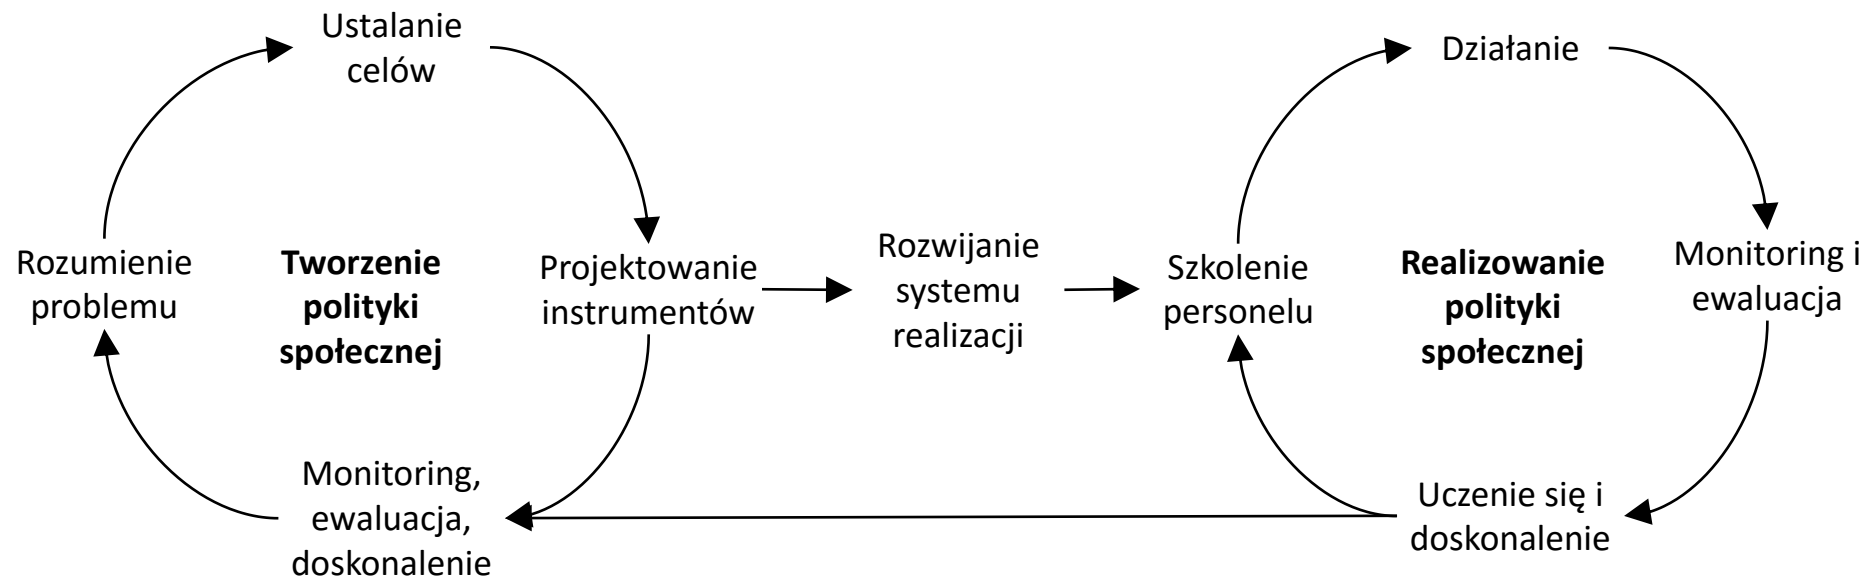 Ustalanie
celów
Działanie
Rozumienie
problemu
Tworzenie
polityki
społecznej
Projektowanie
instrumentów
Rozwijanie
systemu
realizacji
Szkolenie
personelu
Realizowanie
polityki
społecznej
Monitoring i
ewaluacja
Monitoring,
ewaluacja,
doskonalenie
Uczenie się i
doskonalenie